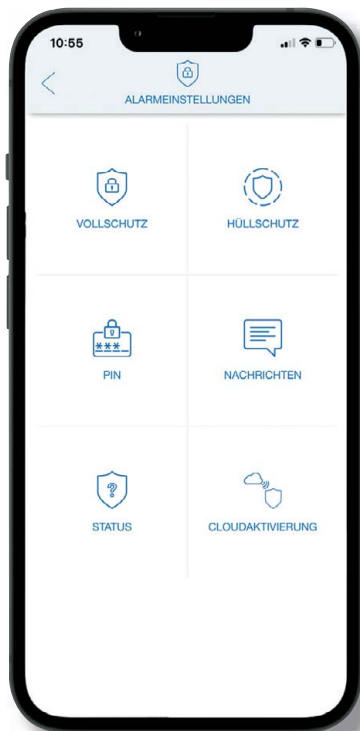 10:55
ALARMEINSTELLUNGEN
VOLLSCHUTZ
HÜLLSCHUTZ
***
PIN
NACHRICHTEN
?
STATUS
CLOUDAKTIVIERUNG